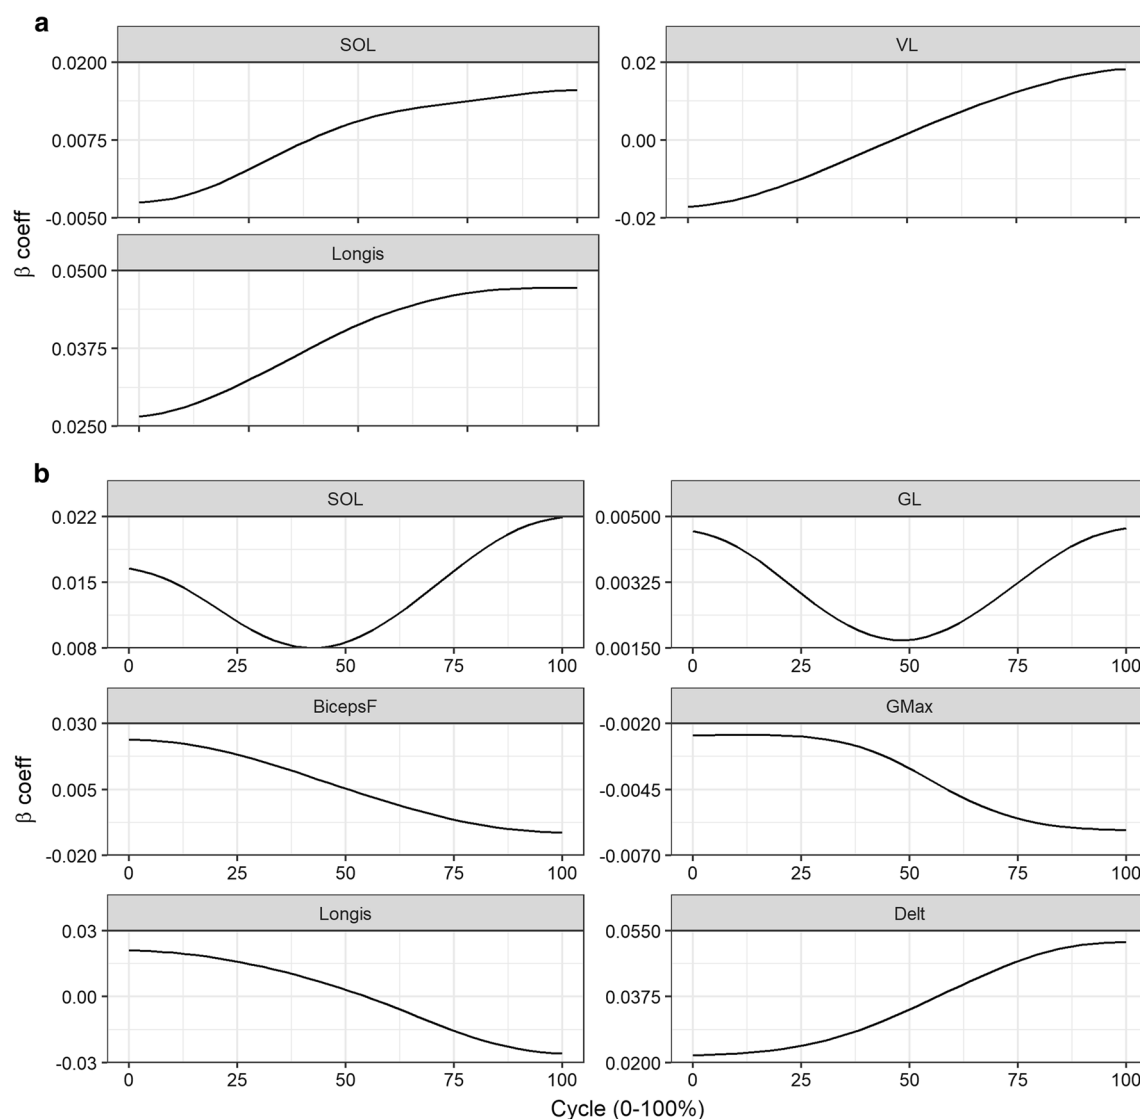 a
SOL
VL
0.0200
0.0075
-0.0050
0.02
0.00
-0.02
β coeff
Longis
0.0500
0.0375
0.0250
b
SOL
GL
0.022
0.015
0.008
0 25 50 75 100
0.00500
0.00325
0.00150
0 25 50 75 100
BicepsF
GMax
0.030
0.005
-0.020
0 25 50 75 100
-0.0020
-0.0045
-0.0070
0 25 50 75 100
β coeff
Longis
Delt
0.03
0.00
-0.03
0 25 50 75 100
0.0550
0.0375
0.0200
0 25 50 75 100
Cycle (0-100%)